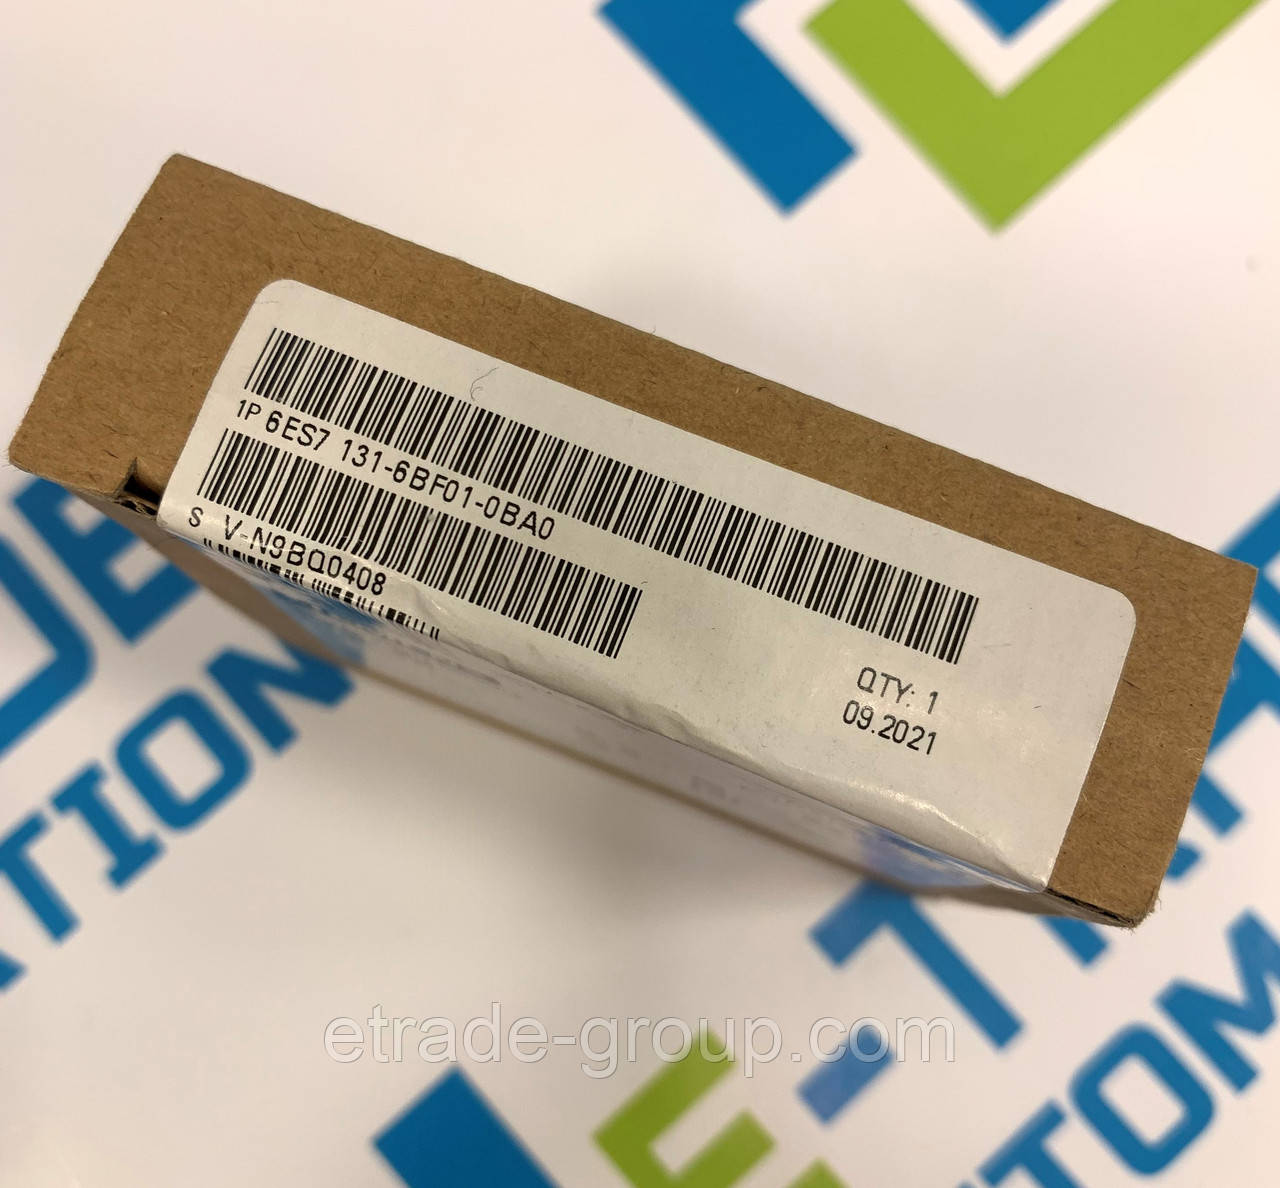 1P 6ES7 131-6BF01-0BA0
S V-N9BQ0408
QTY: 1
09.2021
etrade-group.com